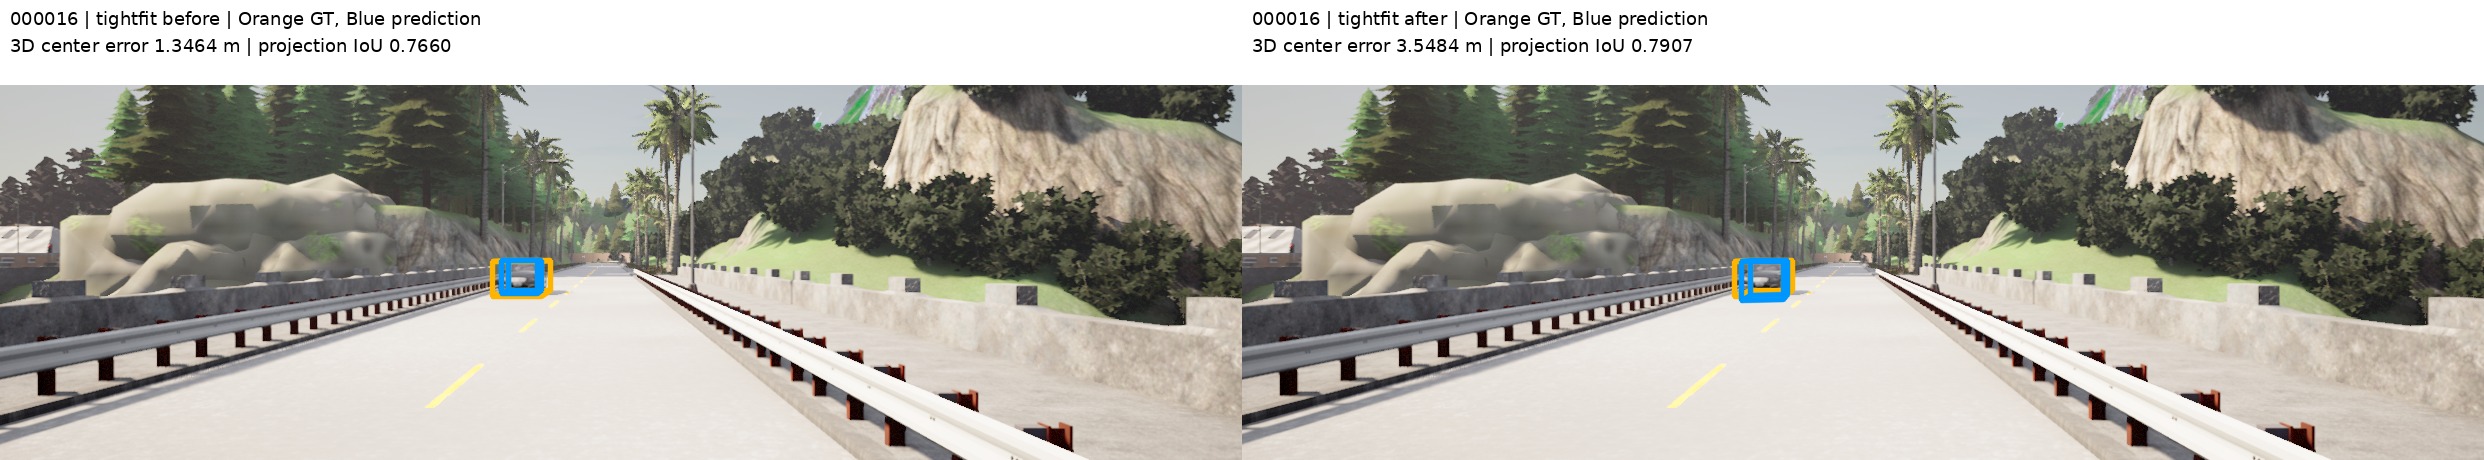 000016 | tightfit before | Orange GT, Blue prediction
3D center error 1.3464 m | projection IoU 0.7660
000016 | tightfit after | Orange GT, Blue prediction
3D center error 3.5484 m | projection IoU 0.7907